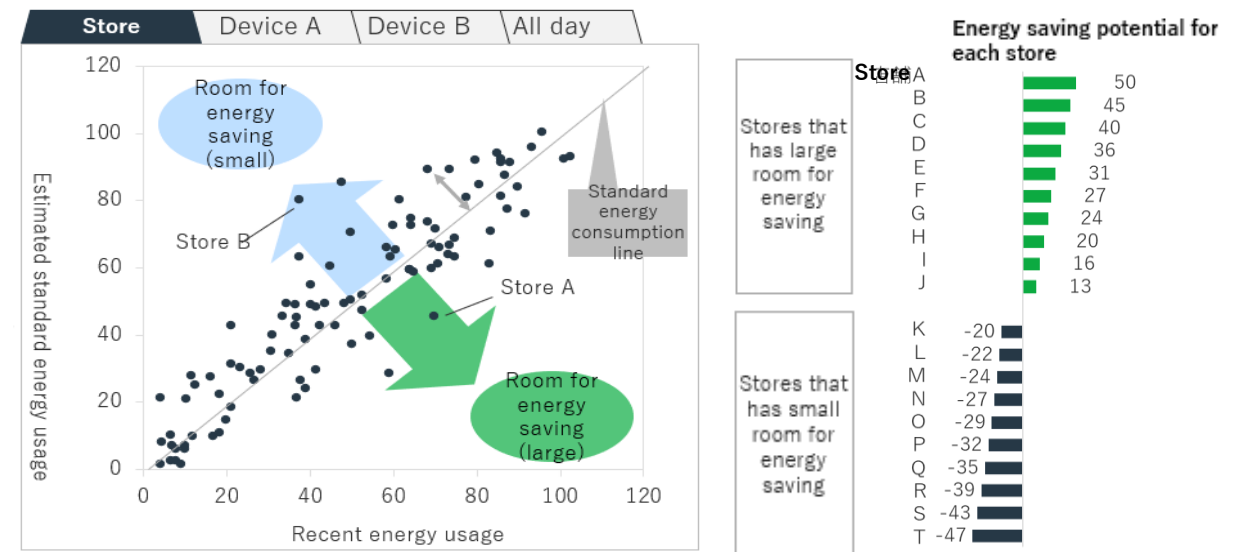 Store
Device A
Device B
All day
120
100
80
60
40
20
0
0
20
40
60
80
100
120
Estimated standard energy usage
Recent energy usage
Room for
energy
saving
(small)
Store B
Store A
Standard
energy
consumption
line
Room for
energy
saving
(large)
Energy saving potential for
each store
Stores that
has large
room for
energy
saving
Store A 50
B 45
C 40
D 36
E 31
F 27
G 24
H 20
I 16
J 13
Stores that
has small
room for
energy
saving
K -20
L -22
M -24
N -27
O -29
P -32
Q -35
R -39
S -43
T -47